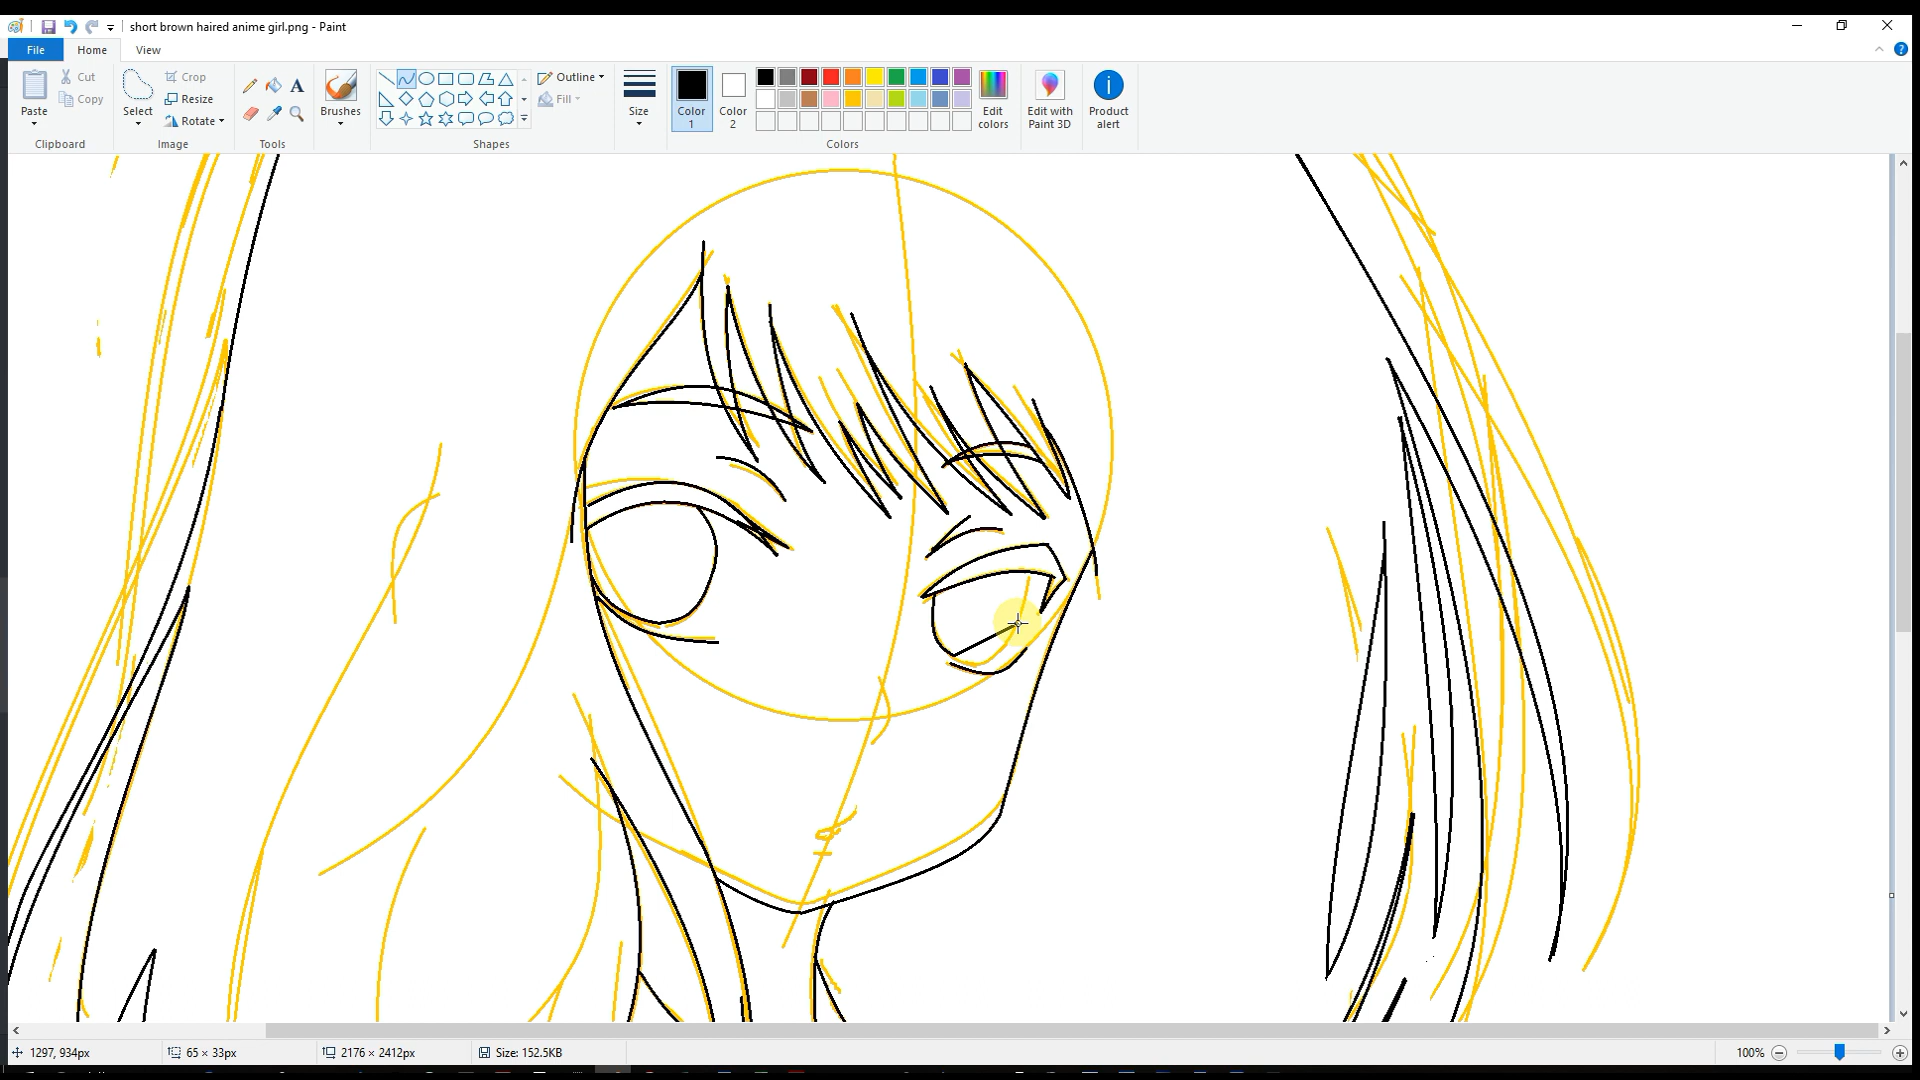 short brown haired anime girl.png - Paint
File Home View
Paste Cut Copy Clipboard
Select Crop Resize Rotate Image
A Tools
Brushes
Shapes Outline Fill
Size
Color 1 Color 2 Edit colors Colors
Edit with Paint 3D
Product alert
1297, 934px 65 × 33px 2176 × 2412px Size: 152.5KB 100%